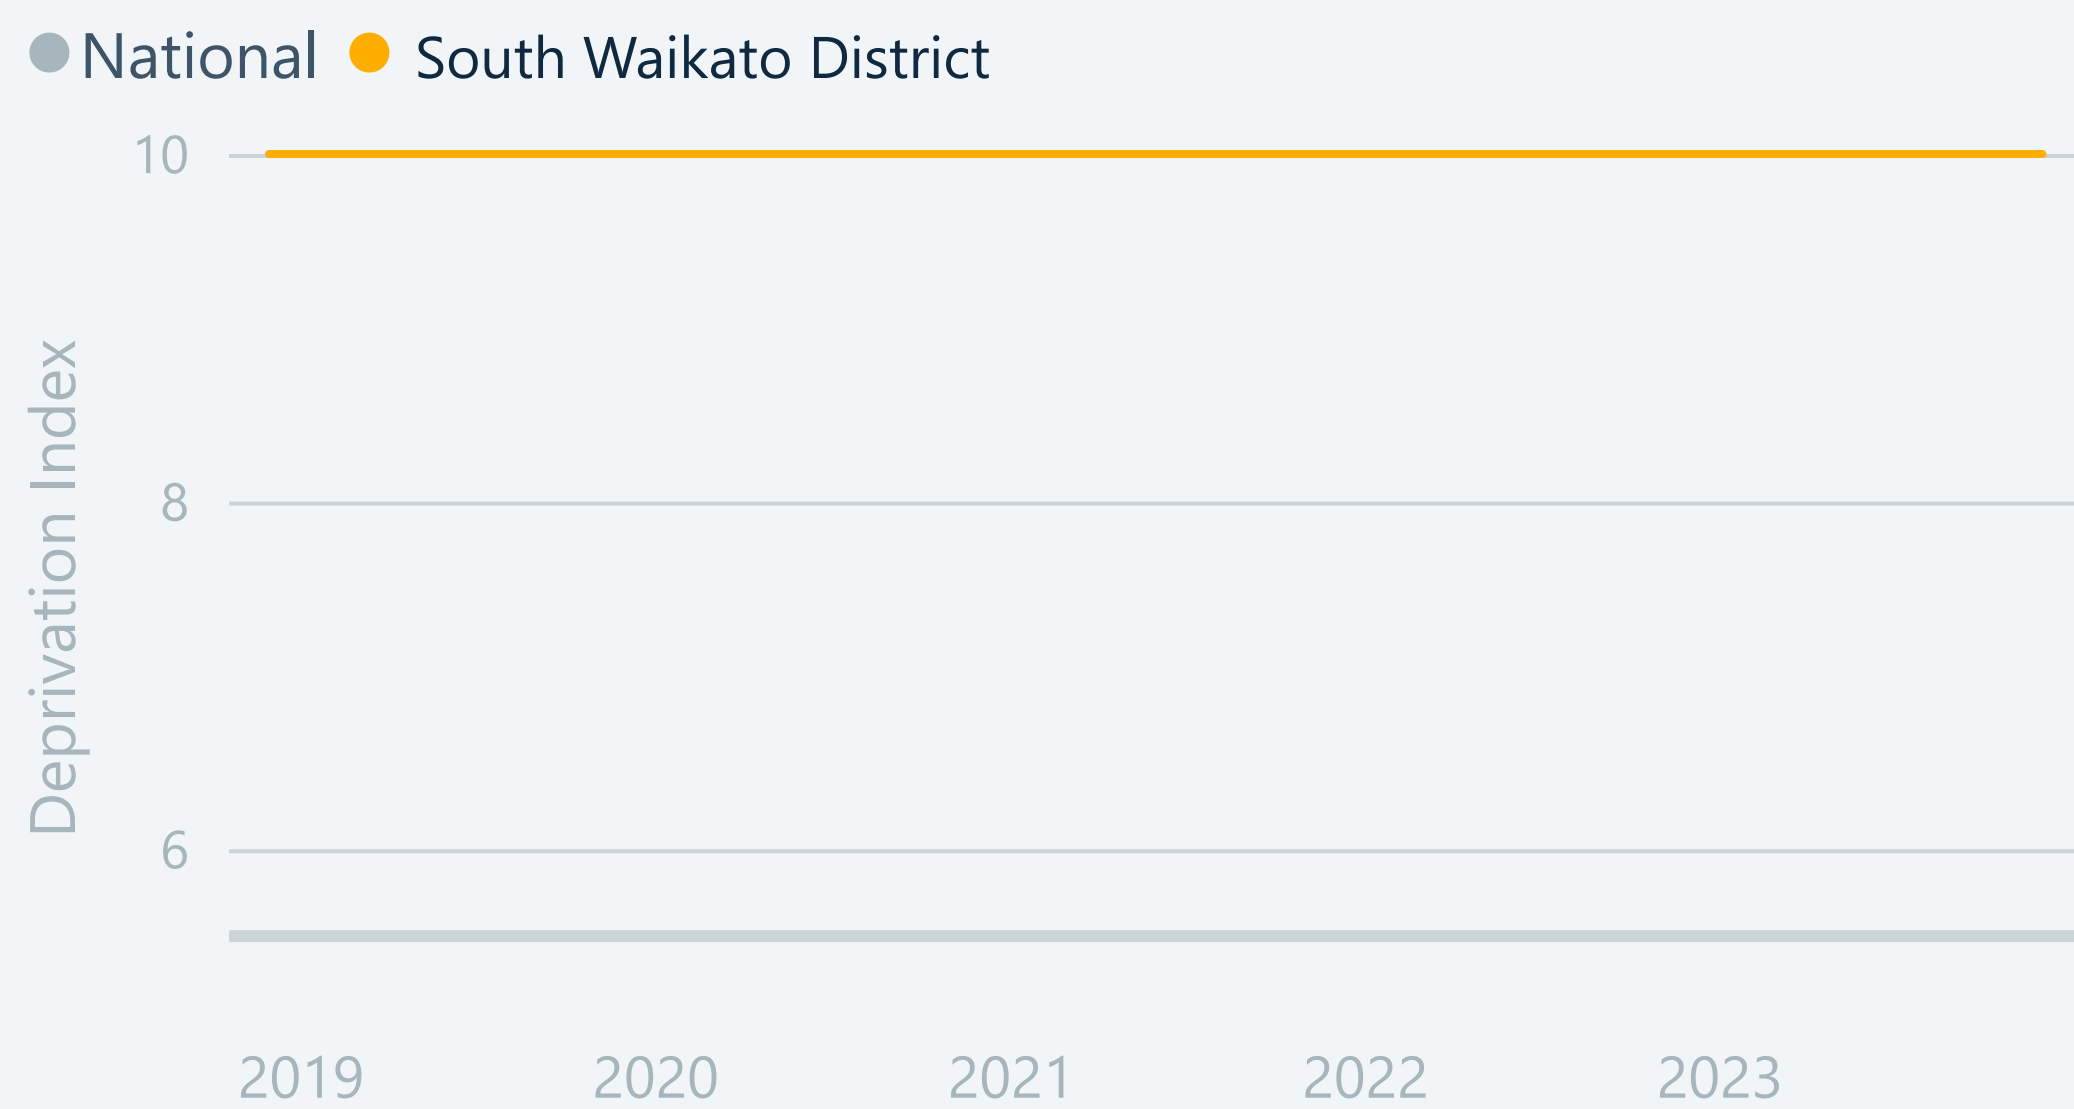 National South Waikato District
10
8
6
Deprivation Index
2019 2020 2021 2022 2023